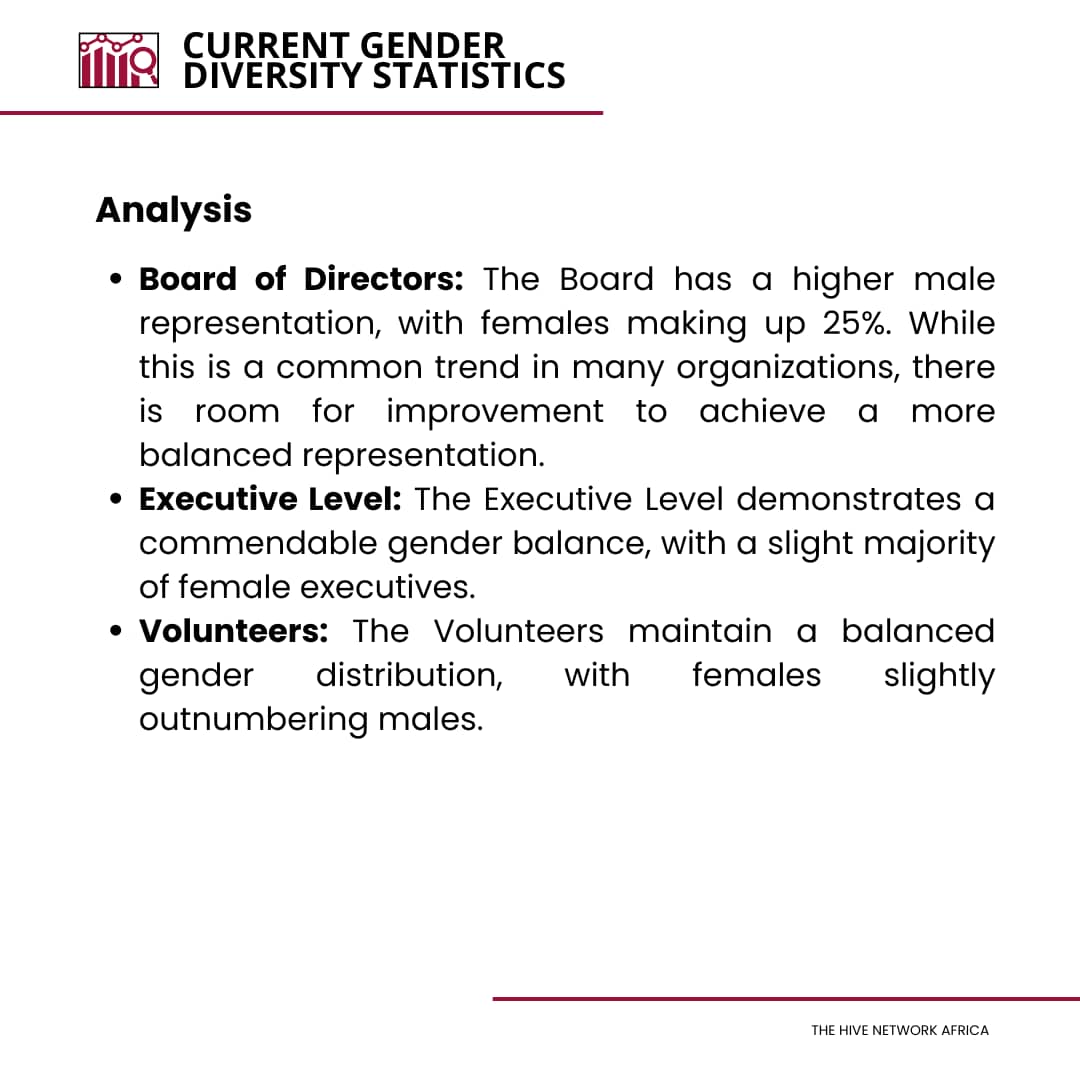 CURRENT GENDER
DIVERSITY STATISTICS
Analysis
• Board of Directors: The Board has a higher male
representation, with females making up 25%. While
this is a common trend in many organizations, there
is room for improvement to achieve a more
balanced representation.
• Executive Level: The Executive Level demonstrates a
commendable gender balance, with a slight majority
of female executives.
• Volunteers: The Volunteers maintain a balanced
gender distribution, with females slightly
outnumbering males.
THE HIVE NETWORK AFRICA